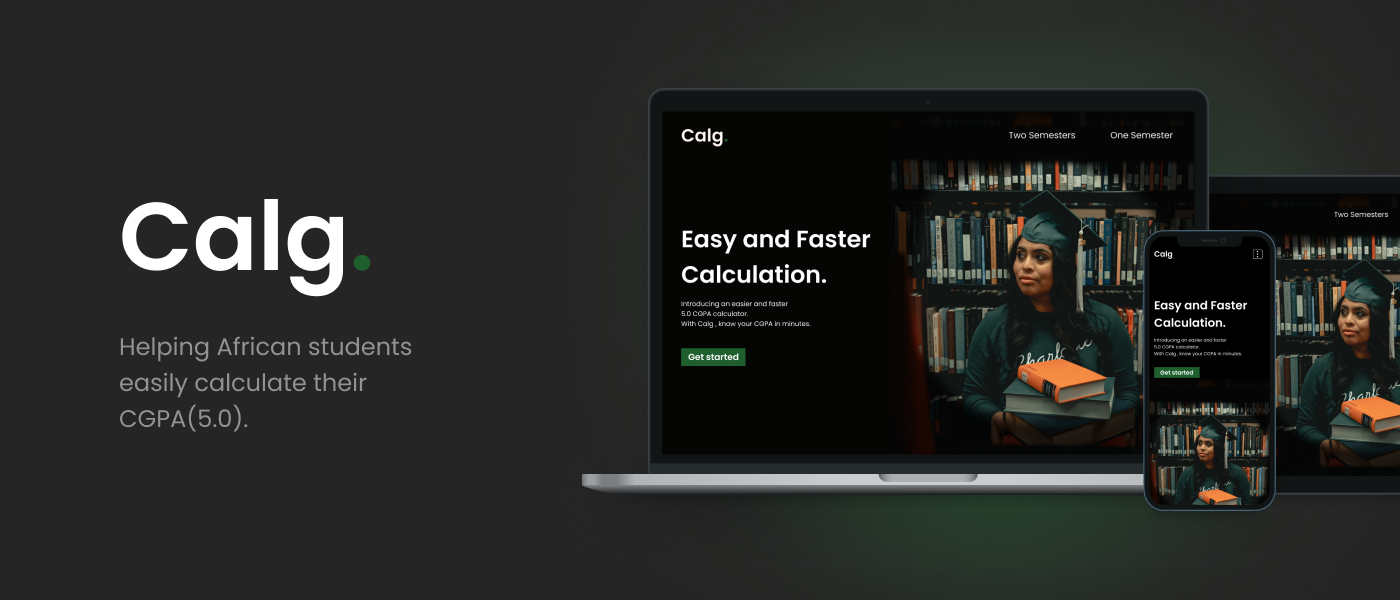 Calg.
Helping African students
easily calculate their
CGPA(5.0).
Calg.
Two Semesters
One Semester
Easy and Faster
Calculation.
Introducing an easier and faster
5.0 CGPA calculator.
With Calg , know your CGPA in minutes.
Get started
Charlotte
Two Semesters
Calg
Easy and Faster
Calculation.
Introducing an easier and faster
5.0 CGPA calculator.
With Calg , know your CGPA in minutes.
Get started